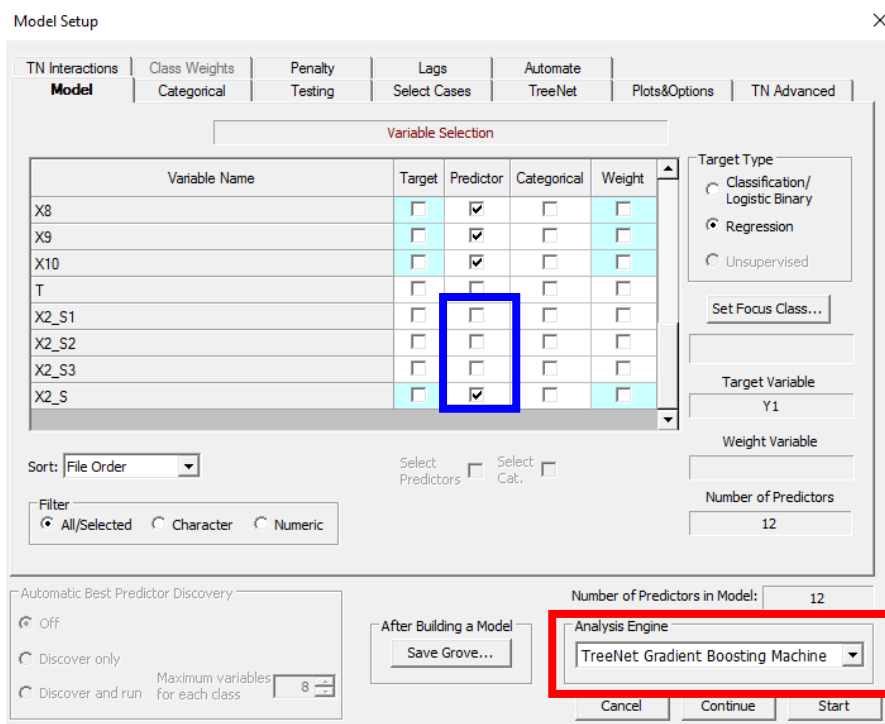 Model Setup
TN Interactions Class Weights Penalty Lags Automate
Model Categorical Testing Select Cases TreeNet Plots&Options TN Advanced
Variable Selection
Variable Name Target Predictor Categorical Weight
X8
X9
X10
T
X2_S1
X2_S2
X2_S3
X2_S
Target Type
Classification/
Logistic Binary
Regression
Unsupervised
Set Focus Class...
Target Variable
Y1
Weight Variable
Number of Predictors
12
Sort: File Order
Select
Predictors
Select
Cat.
Filter
All/Selected Character Numeric
Automatic Best Predictor Discovery
Off
Discover only
Discover and run
Maximum variables
for each class
8
After Building a Model
Save Grove...
Number of Predictors in Model: 12
Analysis Engine
TreeNet Gradient Boosting Machine
Cancel Continue Start